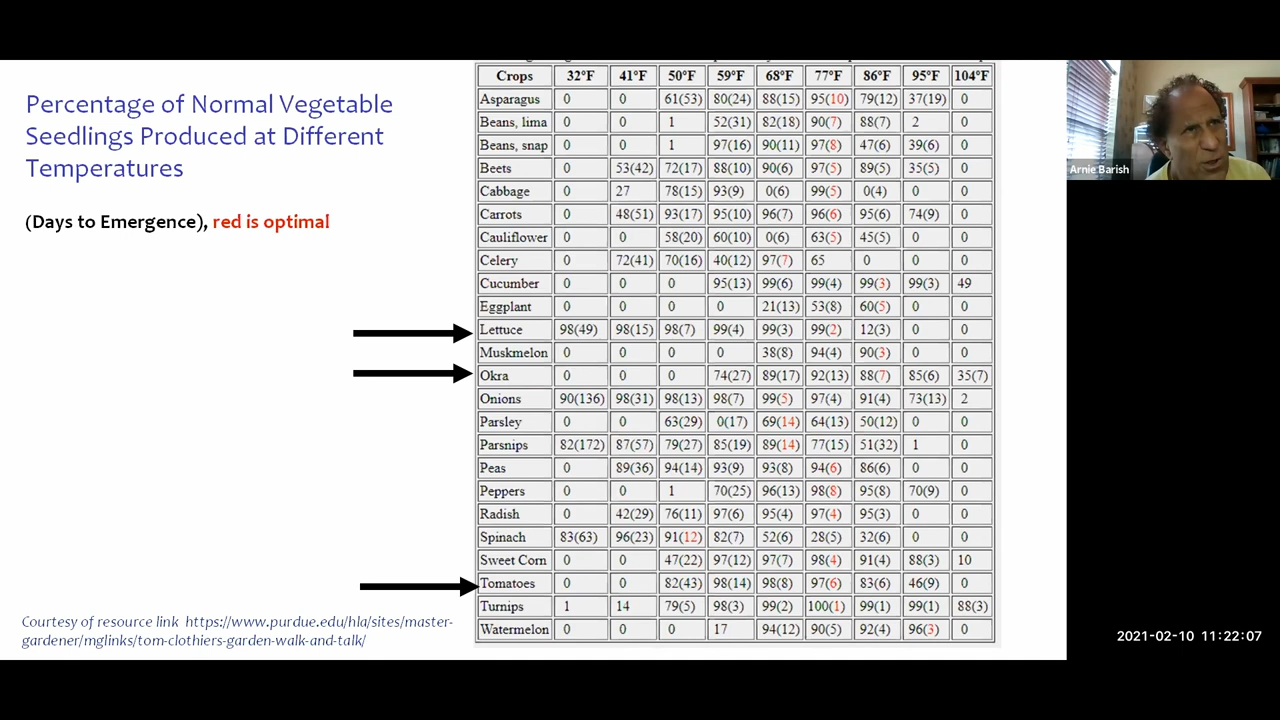 Percentage of Normal Vegetable
Seedlings Produced at Different
Temperatures
(Days to Emergence), red is optimal
Crops 32°F 41°F 50°F 59°F 68°F 77°F 86°F 95°F 104°F
Asparagus 0 0 61(53) 80(24) 88(15) 95(10) 79(12) 37(19) 0
Beans, lima 0 0 1 52(31) 82(18) 90(7) 88(7) 2 0
Beans, snap 0 0 1 97(16) 90(11) 97(8) 47(6) 39(6) 0
Beets 0 53(42) 72(17) 88(10) 90(6) 97(5) 89(5) 35(5) 0
Cabbage 0 27 78(15) 93(9) 0(6) 99(5) 0(4) 0 0
Carrots 0 48(51) 93(17) 95(10) 96(7) 96(6) 95(6) 74(9) 0
Cauliflower 0 0 58(20) 60(10) 0(6) 63(5) 45(5) 0 0
Celery 0 72(41) 70(16) 40(12) 97(7) 65 0 0 0
Cucumber 0 0 0 95(13) 99(6) 99(4) 99(3) 99(3) 49
Eggplant 0 0 0 0 21(13) 53(8) 60(5) 0 0
Lettuce 98(49) 98(15) 98(7) 99(4) 99(3) 99(2) 12(3) 0 0
Muskmelon 0 0 0 0 38(8) 94(4) 90(3) 0 0
Okra 0 0 0 74(27) 89(17) 92(13) 88(7) 85(6) 35(7)
Onions 90(136) 98(31) 98(13) 98(7) 99(5) 97(4) 91(4) 73(13) 2
Parsley 0 0 63(29) 0(17) 69(14) 64(13) 50(12) 0 0
Parsnips 82(172) 87(57) 79(27) 85(19) 89(14) 77(15) 51(32) 1 0
Peas 0 89(36) 94(14) 93(9) 93(8) 94(6) 86(6) 0 0
Peppers 0 0 1 70(25) 96(13) 98(8) 95(8) 70(9) 0
Radish 0 42(29) 76(11) 97(6) 95(4) 97(4) 95(3) 0 0
Spinach 83(63) 96(23) 91(12) 82(7) 52(6) 28(5) 32(6) 0 0
Sweet Corn 0 0 47(22) 97(12) 97(7) 98(4) 91(4) 88(3) 10
Tomatoes 0 0 82(43) 98(14) 98(8) 97(6) 83(6) 46(9) 0
Turnips 1 14 79(5) 98(3) 99(2) 100(1) 99(1) 99(1) 88(3)
Watermelon 0 0 0 17 94(12) 90(5) 92(4) 96(3) 0
Courtesy of resource link https://www.purdue.edu/hla/sites/master-
gardener/mglinks/tom-clothiers-garden-walk-and-talk/
Arnie Barish
2021-02-10 11:22:07